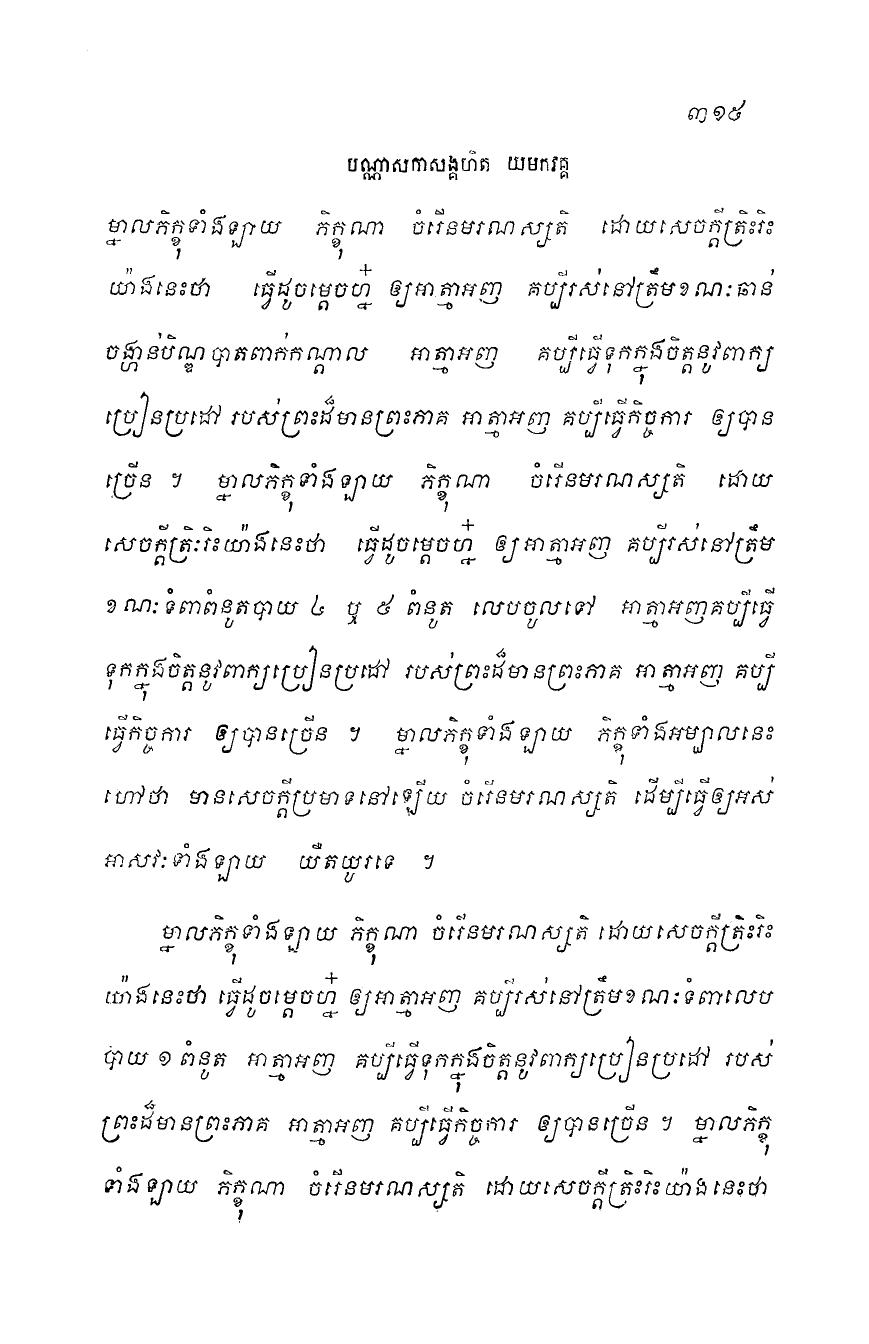 ៣១៥
បណ្ណាសកាសង្គហិត យមកវគ្គ
ម្នាលភិក្ខុទាំងឡាយ ភិក្ខុណា ចំរើនមរណស្សតិ ដោយសេចក្តីត្រិះរិះ
យ៉ាងនេះថា ធ្វើដូចម្តេចហ្ន៎ ឲ្យអាត្មាអញ គប្បីរស់នៅត្រឹមខណៈឆាន់
ចង្ហាន់បិណ្ឌបាតពាក់កណ្តាល អាត្មាអញ គប្បីធ្វើទុកក្នុងចិត្តនូវពាក្យ
ប្រៀនប្រដៅ របស់ព្រះដ៏មានព្រះភាគ អាត្មាអញ គប្បីធ្វើកិច្ចការ ឲ្យបាន
ច្រើន ។ ម្នាលភិក្ខុទាំងឡាយ ភិក្ខុណា ចំរើនមរណស្សតិ ដោយ
សេចក្តីត្រិះរិះយ៉ាងនេះថា ធ្វើដូចម្តេចហ្ន៎ ឲ្យអាត្មាអញ គប្បីរស់នៅត្រឹម
ខណៈទំពាពំនូតបាយ ៤ ឬ ៥ ពំនូត លេបចូលទៅ អាត្មាអញគប្បីធ្វើ
ទុកក្នុងចិត្តនូវពាក្យប្រៀនប្រដៅ របស់ព្រះដ៏មានព្រះភាគ អាត្មាអញ គប្បី
ធ្វើកិច្ចការ ឲ្យបានច្រើន ។ ម្នាលភិក្ខុទាំងឡាយ ភិក្ខុទាំងអម្បាលនេះ
ហៅថា មានសេចក្តីប្រមាទនៅឡើយ ចំរើនមរណស្សតិ ដើម្បីធ្វើឲ្យអស់
អាសវៈទាំងឡាយ យឺតយូរទេ ។
ម្នាលភិក្ខុទាំងឡាយ ភិក្ខុណា ចំរើនមរណស្សតិ ដោយសេចក្តីត្រិះរិះ
យ៉ាងនេះថា ធ្វើដូចម្តេចហ្ន៎ ឲ្យអាត្មាអញ គប្បីរស់នៅត្រឹមខណៈទំពាលេប
បាយ ១ ពំនូត អាត្មាអញ គប្បីធ្វើទុកក្នុងចិត្តនូវពាក្យប្រៀនប្រដៅ របស់
ព្រះដ៏មានព្រះភាគ អាត្មាអញ គប្បីធ្វើកិច្ចការ ឲ្យបានច្រើន ។ ម្នាលភិក្ខុ
ទាំងឡាយ ភិក្ខុណា ចំរើនមរណស្សតិ ដោយសេចក្តីត្រិះរិះយ៉ាងនេះថា